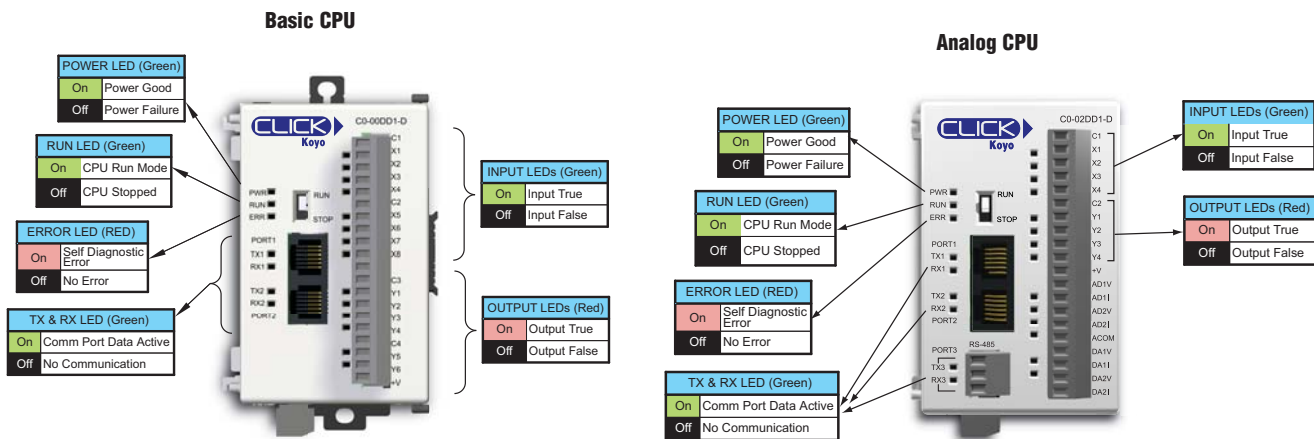 Basic CPU
POWER LED (Green)
On Power Good
Off Power Failure
RUN LED (Green)
On CPU Run Mode
Off CPU Stopped
ERROR LED (RED)
On Self Diagnostic Error
Off No Error
TX & RX LED (Green)
On Comm Port Data Active
Off No Communication
C0-00DD1-D
CLICK
Koyo
PWR
RUN
ERR
RUN
STOP
PORT1
TX1
RX1
TX2
RX2
PORT2
C1
X1
X2
X3
X4
C2
X5
X6
X7
X8
C3
Y1
Y2
Y3
Y4
C4
Y5
Y6
+V
INPUT LEDs (Green)
On Input True
Off Input False
OUTPUT LEDs (Red)
On Output True
Off Output False
Analog CPU
POWER LED (Green)
On Power Good
Off Power Failure
RUN LED (Green)
On CPU Run Mode
Off CPU Stopped
ERROR LED (RED)
On Self Diagnostic Error
Off No Error
TX & RX LED (Green)
On Comm Port Data Active
Off No Communication
C0-02DD1-D
CLICK
Koyo
PWR
RUN
ERR
RUN
STOP
PORT1
TX1
RX1
TX2
RX2
PORT2
PORT3
RS-485
TX3
RX3
C1
X1
X2
X3
X4
C2
Y1
Y2
Y3
Y4
+V
AD1V
AD1I
AD2V
AD2I
ACOM
DA1V
DA1I
DA2V
DA2I
INPUT LEDs (Green)
On Input True
Off Input False
OUTPUT LEDs (Red)
On Output True
Off Output False